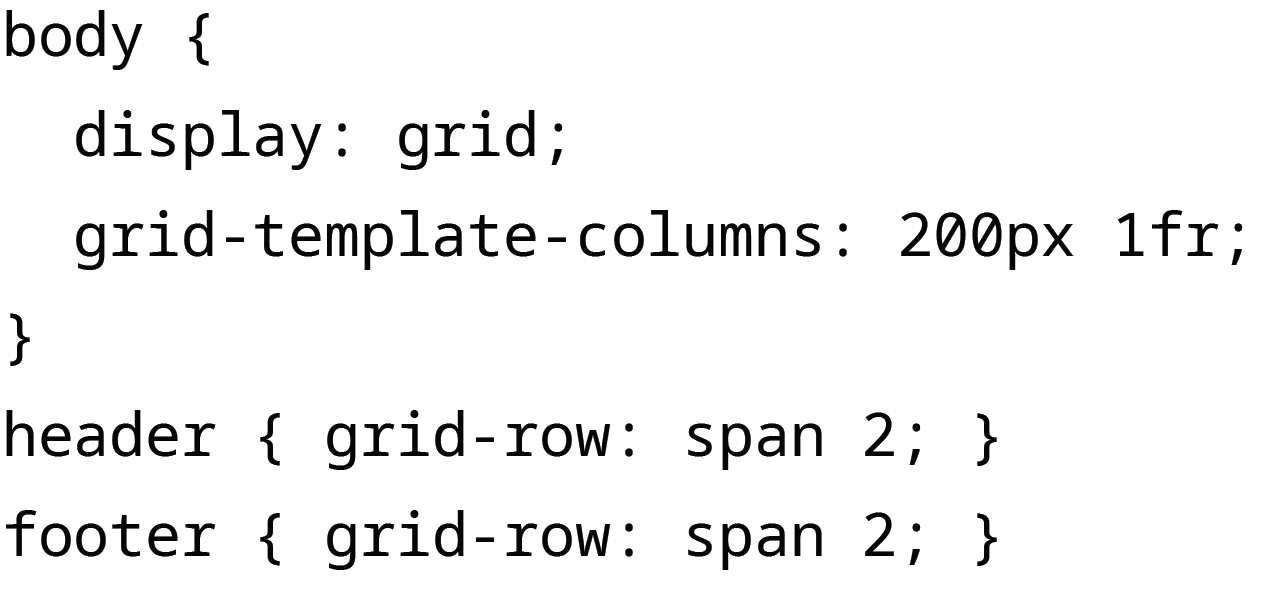 body {
  display: grid;
  grid-template-columns: 200px 1fr;
}
header { grid-row: span 2; }
footer { grid-row: span 2; }